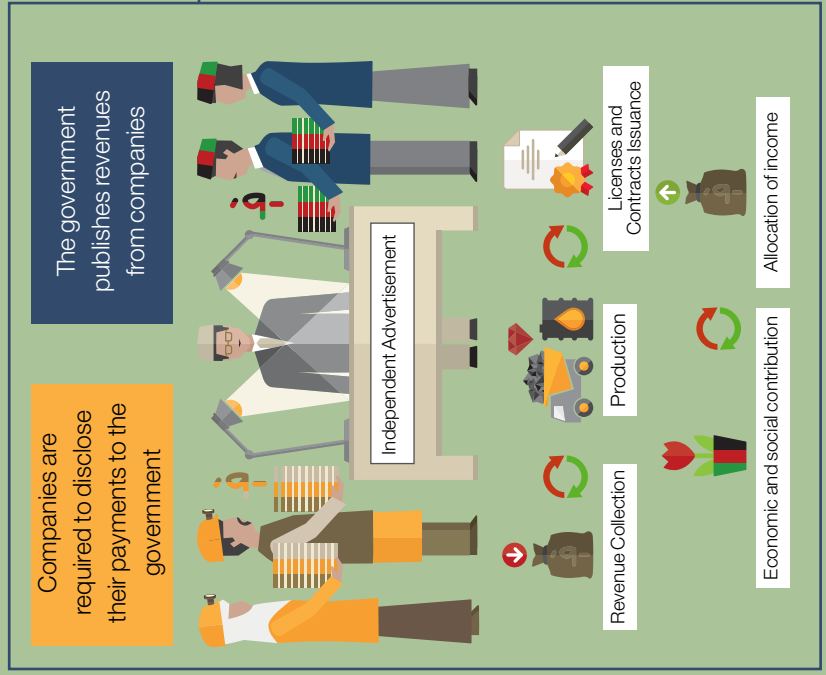 Companies are
required to disclose
their payments to the
government
The government
publishes revenues
from companies
Independent Advertisement
Revenue Collection
Production
Licenses and
Contracts Issuance
Economic and social contribution
Allocation of income